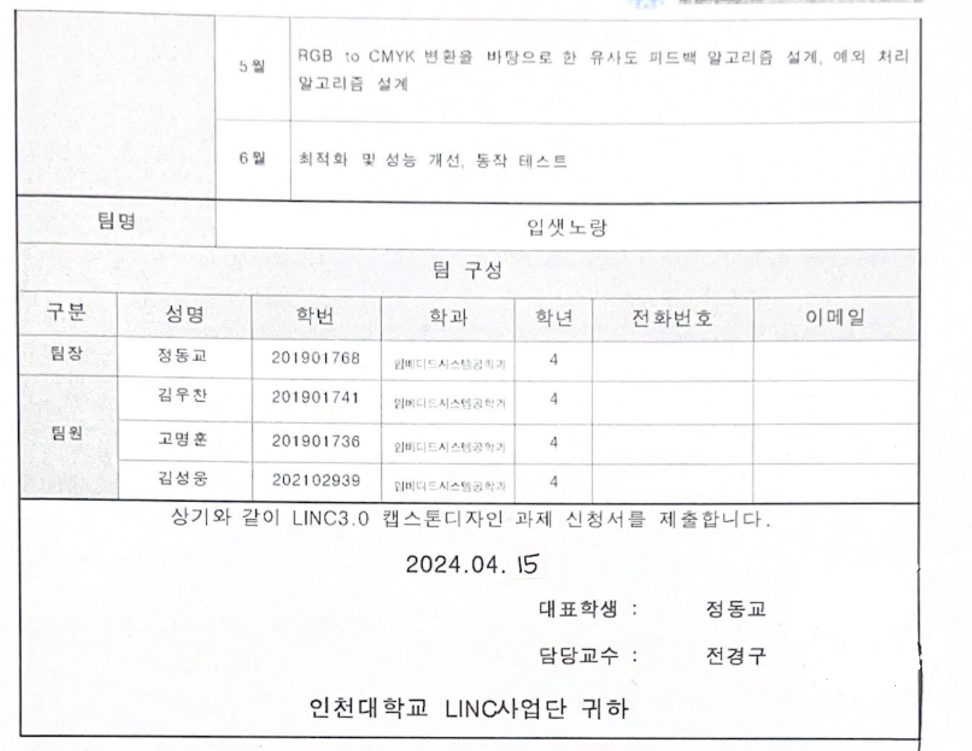 5월
RGB to CMYK 변환을 바탕으로 한 유사도 피드백 알고리즘 설계, 예외 처리
알고리즘 설계
6월
최적화 및 성능 개선, 동작 테스트
팀명 입샛노랑
팀 구성
구분 성명 학번 학과 학년 전화번호 이메일
팀장 정동교 201901768 임베디드시스템공학과 4
팀원
김우찬 201901741 임베디드시스템공학과 4
고명훈 201901736 임베디드시스템공학과 4
김성웅 202102939 임베디드시스템공학과 4
상기와 같이 LINC3.0 캡스톤디자인 과제 신청서를 제출합니다.
2024.04. 15
대표학생 : 정동교
담당교수 : 전경구
인천대학교 LINC사업단 귀하